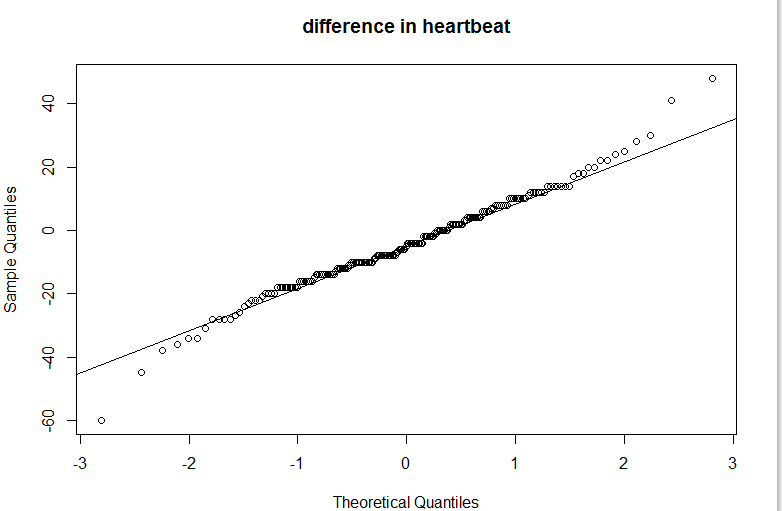 difference in heartbeat
Sample Quantiles
40
20
0
-20
-40
-60
-3 -2 -1 0 1 2 3
Theoretical Quantiles